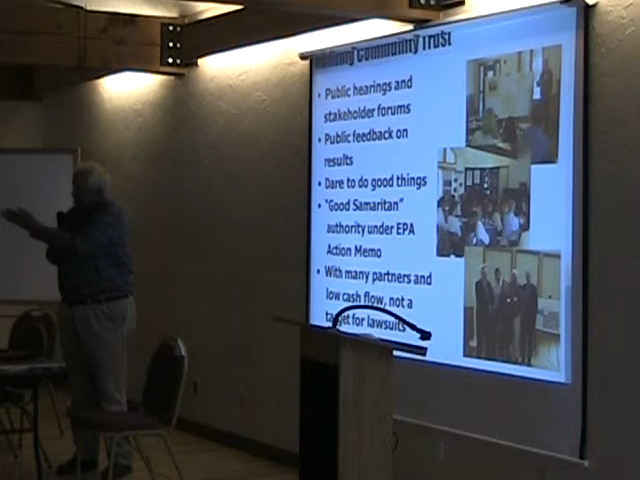 Community Trust
• Public hearings and
stakeholder forums
• Public feedback on
results
• Dare to do good things
• "Good Samaritan"
authority under EPA
Action Memo
• With many partners and
low cash flow, not a
target for lawsuits